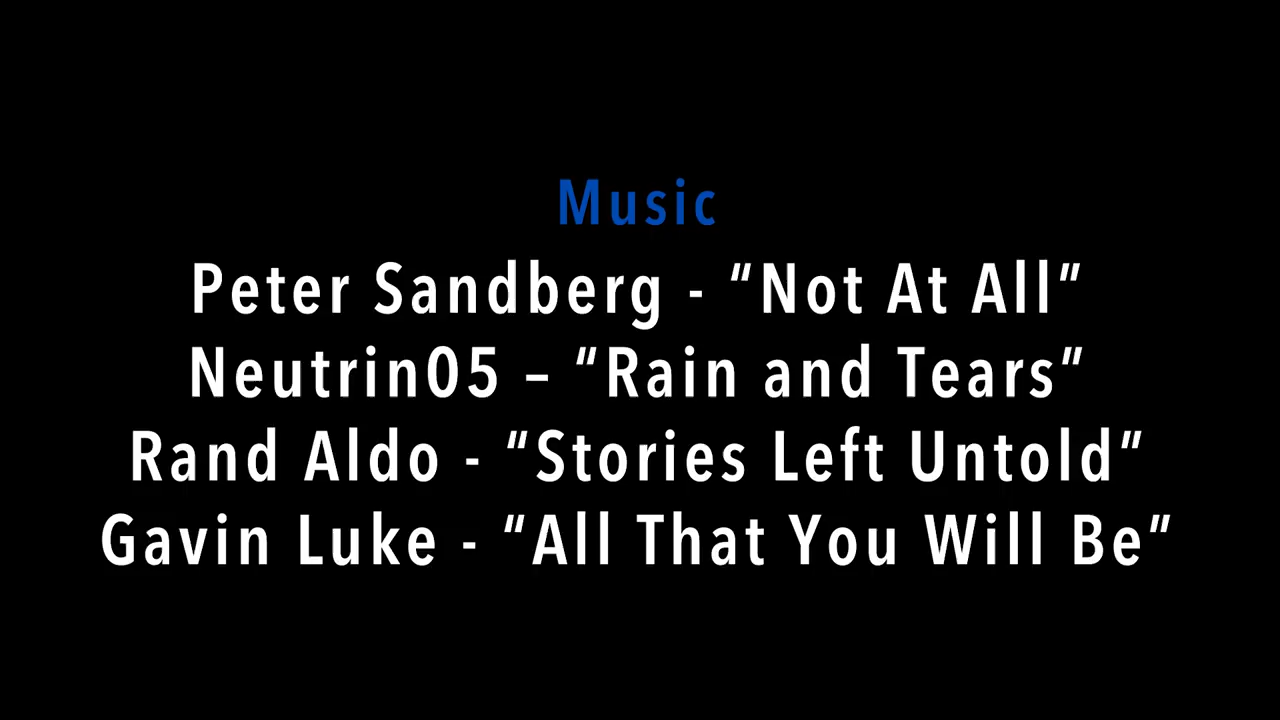 Music
Peter Sandberg - “Not At All”
Neutrin05 – “Rain and Tears”
Rand Aldo - “Stories Left Untold”
Gavin Luke - “All That You Will Be”